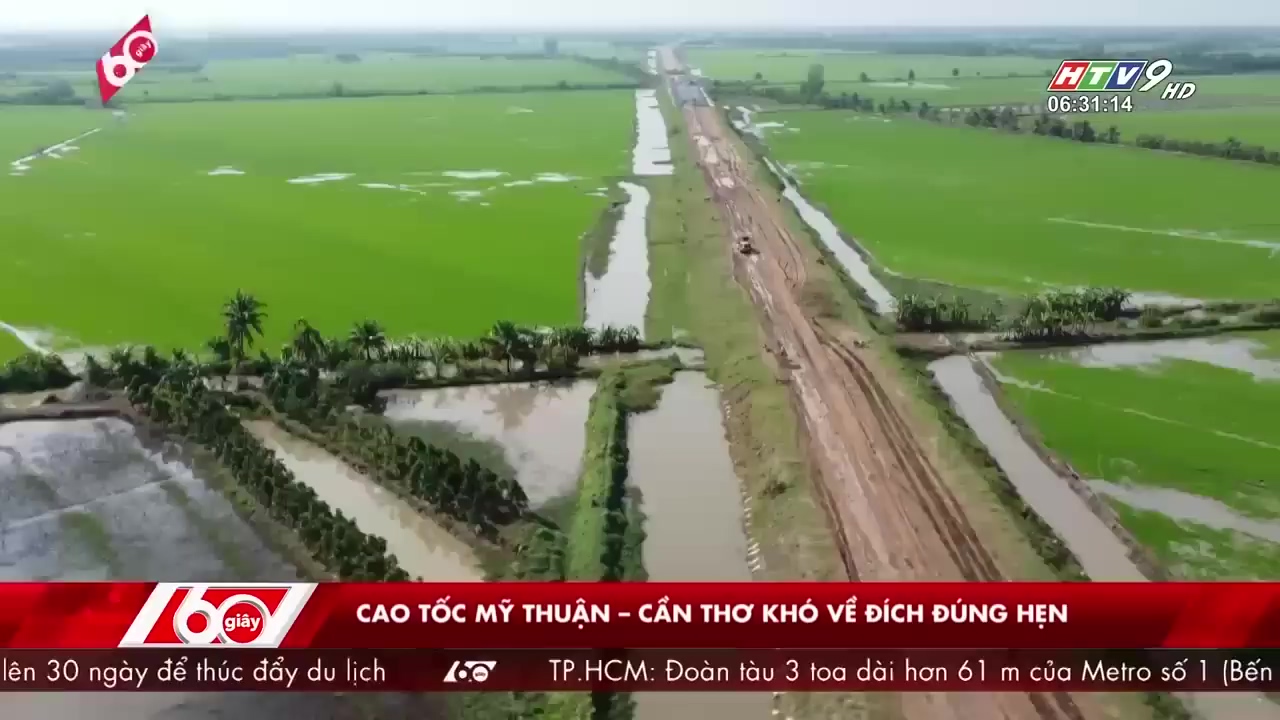 60 giây
HTV9 HD
06:31:14
60 giây
CAO TỐC MỸ THUẬN – CẦN THƠ KHÓ VỀ ĐÍCH ĐÚNG HẸN
lên 30 ngày để thúc đẩy du lịch 60 giây TP.HCM: Đoàn tàu 3 toa dài hơn 61 m của Metro số 1 (Bến